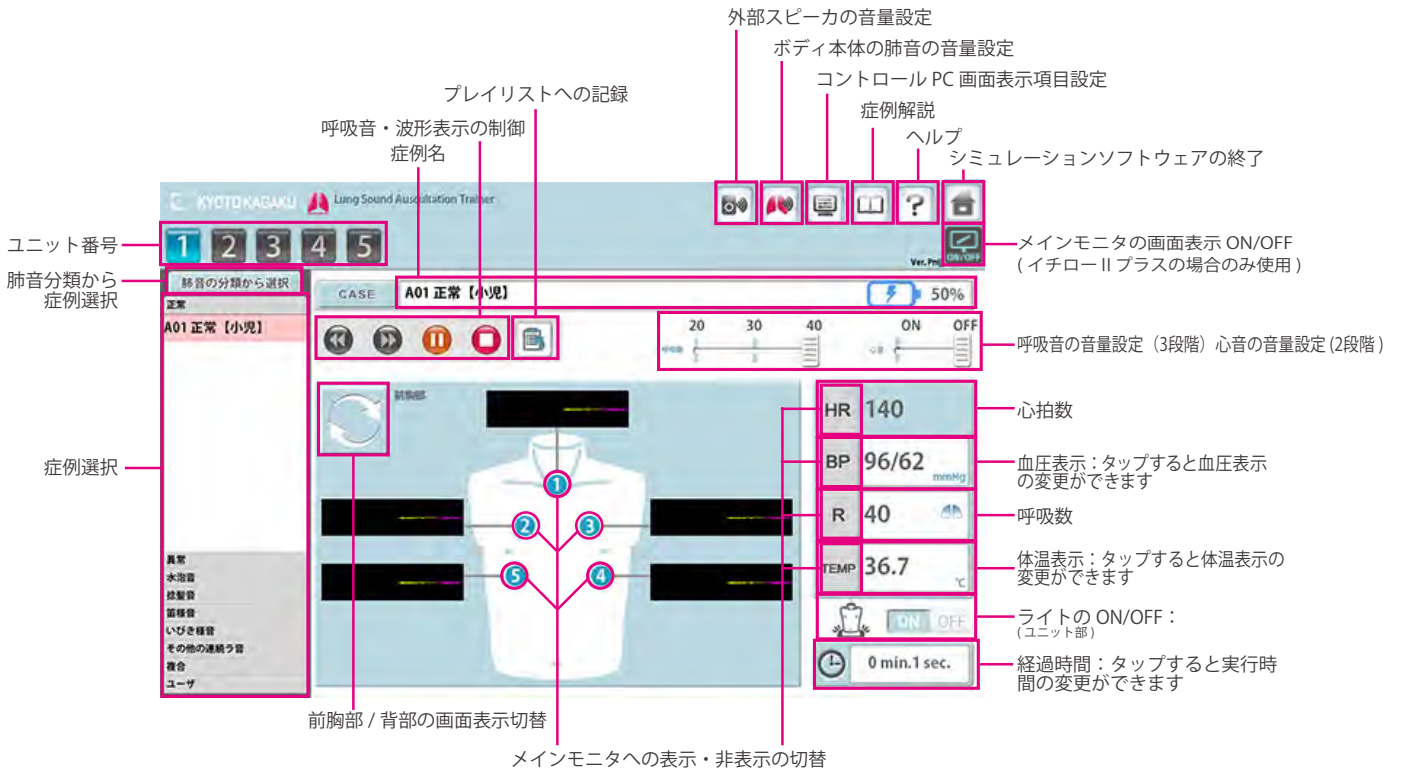 外部スピーカの音量設定
ボディ本体の肺音の音量設定
コントロール PC 画面表示項目設定
プレイリストへの記録
症例解説
呼吸音・波形表示の制御
ヘルプ
症例名
シミュレーションソフトウェアの終了
KYOTO KAGAKU
Lung Sound Auscultation Trainer
?
ユニット番号
1 2 3 4 5
ON/OFF
メインモニタの画面表示 ON/OFF
( イチローⅡプラスの場合のみ使用 )
肺音分類から
症例選択
肺音の分類から選択
正常
A01 正常【小児】
CASE
A01 正常【小児】
50%
20 30 40 ON OFF
呼吸音の音量設定（3段階）心音の音量設定 (2段階 )
前胸部
HR 140
心拍数
1
BP 96/62 mmHg
血圧表示：タップすると血圧表示
の変更ができます
症例選択
2 3
R 40
呼吸数
5 4
TEMP 36.7 ℃
体温表示：タップすると体温表示の
変更ができます
異常
水泡音
捻髪音
笛様音
いびき様音
その他の連続ラ音
複合
ユーザ
ON OFF
ライトの ON/OFF：
( ユニット部 )
0 min.1 sec.
経過時間：タップすると実行時
間の変更ができます
前胸部 / 背部の画面表示切替
メインモニタへの表示・非表示の切替